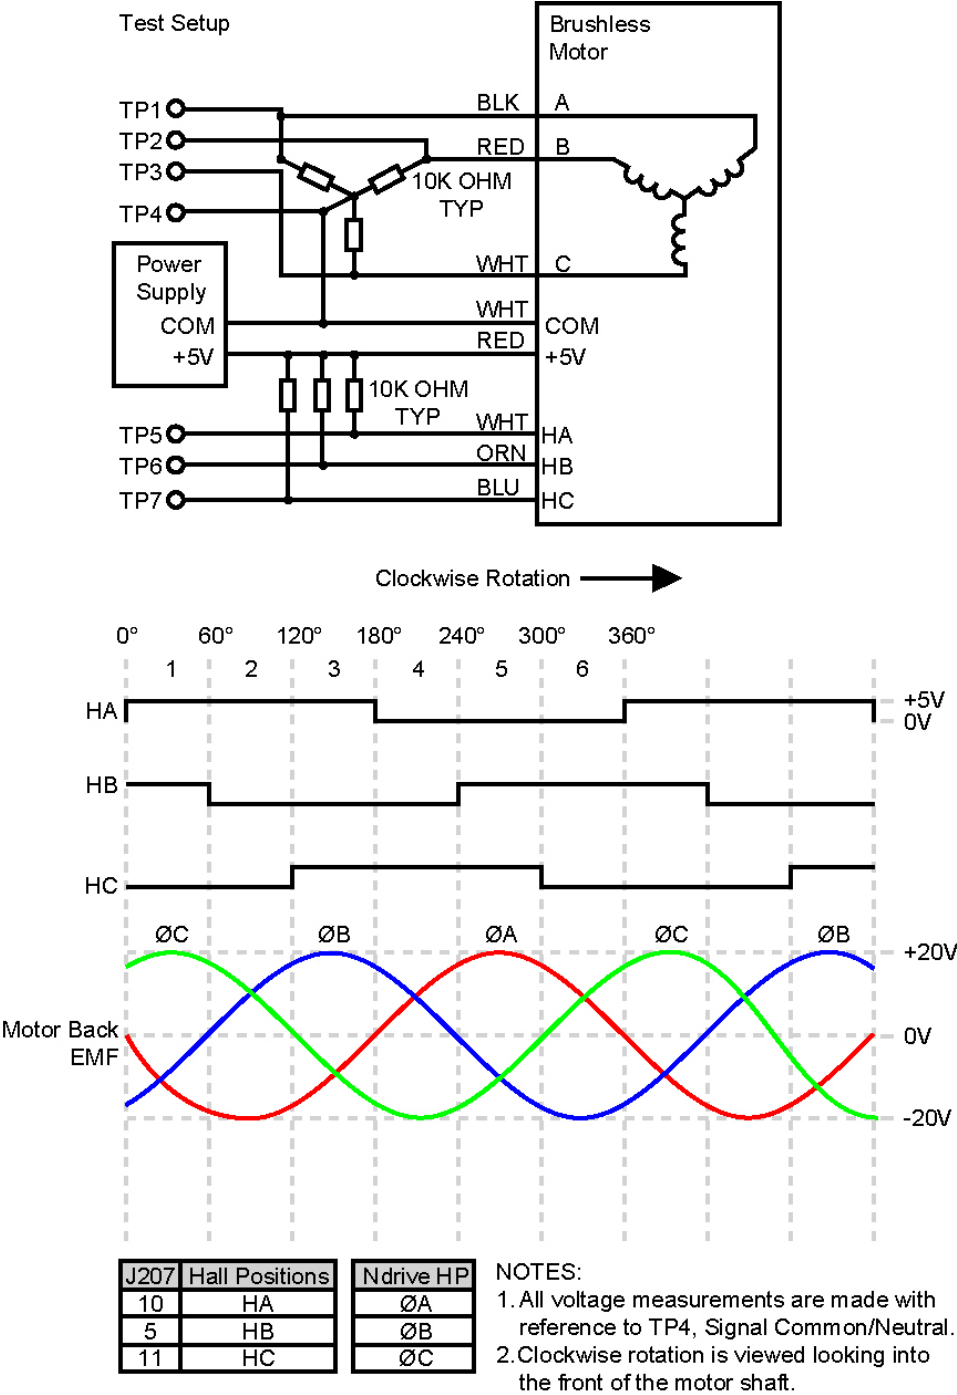 Test Setup
Brushless
Motor
TP1
BLK
A
TP2
RED
B
TP3
10K OHM
TYP
TP4
Power
Supply
WHT
C
WHT
COM
COM
RED
+5V
+5V
10K OHM
TYP
TP5
WHT
HA
TP6
ORN
HB
TP7
BLU
HC
Clockwise Rotation
0° 60° 120° 180° 240° 300° 360°
1 2 3 4 5 6
HA
+5V
0V
HB
HC
ØC ØB ØA ØC ØB
+20V
Motor Back
EMF
0V
-20V
J207 Hall Positions
10 HA
5 HB
11 HC
Ndrive HP
ØA
ØB
ØC
NOTES:
1. All voltage measurements are made with
reference to TP4, Signal Common/Neutral.
2. Clockwise rotation is viewed looking into
the front of the motor shaft.